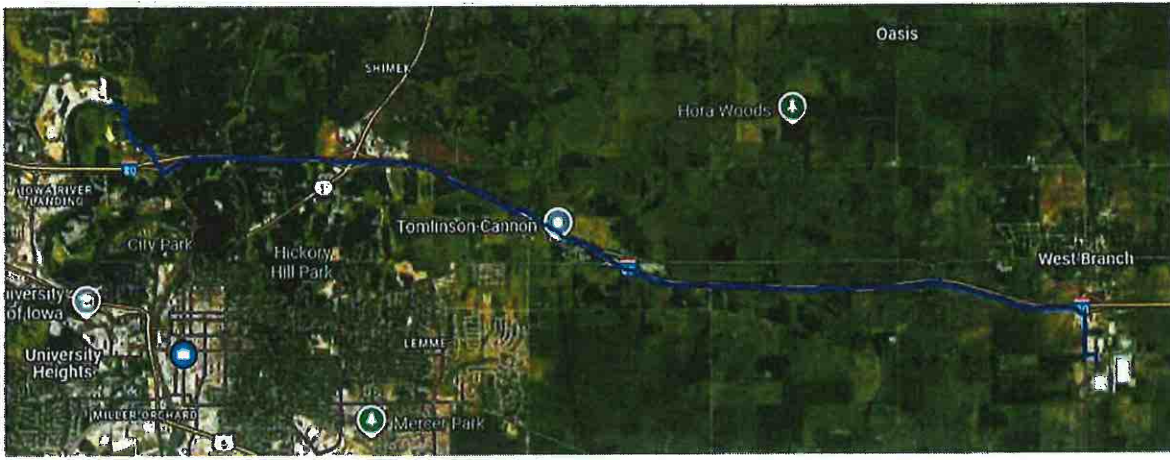 Oasis
SHIMEK
Hora Woods
80
IOWA RIVER
LANDING
1
Tomlinson-Cannon
City Park
Hickory
Hill Park
West Branch
University
of Iowa
LEMME
University
Heights
MILLER ORCHARD
6
Mercer Park